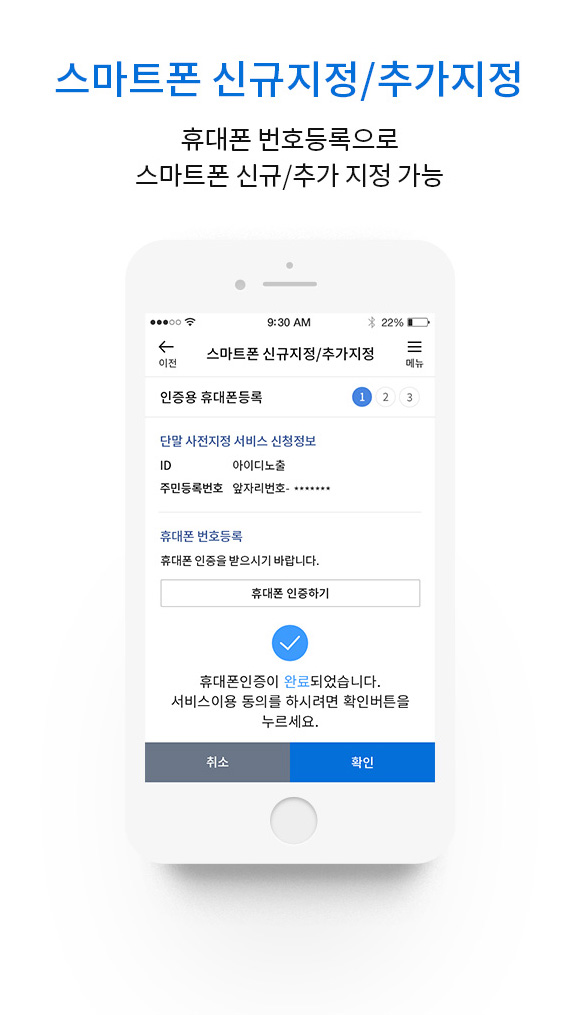 스마트폰 신규지정/추가지정
휴대폰 번호등록으로
스마트폰 신규/추가 지정 가능
9:30 AM
22%
이전
스마트폰 신규지정/추가지정
메뉴
인증용 휴대폰등록
1 2 3
단말 사전지정 서비스 신청정보
ID 아이디노출
주민등록번호 앞자리번호- *******
휴대폰 번호등록
휴대폰 인증을 받으시기 바랍니다.
휴대폰 인증하기
휴대폰인증이 완료되었습니다.
서비스이용 동의를 하시려면 확인버튼을
누르세요.
취소 확인